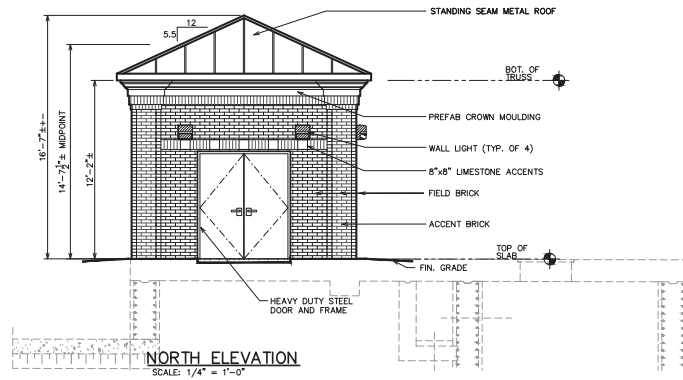 STANDING SEAM METAL ROOF
12
5.5
BOT. OF
TRUSS
PREFAB CROWN MOULDING
WALL LIGHT (TYP. OF 4)
8"x8" LIMESTONE ACCENTS
FIELD BRICK
ACCENT BRICK
16'-7"±+-
14'-7 1/2"± MIDPOINT
12'-2"±
TOP OF
SLAB
FIN. GRADE
HEAVY DUTY STEEL
DOOR AND FRAME
NORTH ELEVATION
SCALE: 1/4" = 1'-0"